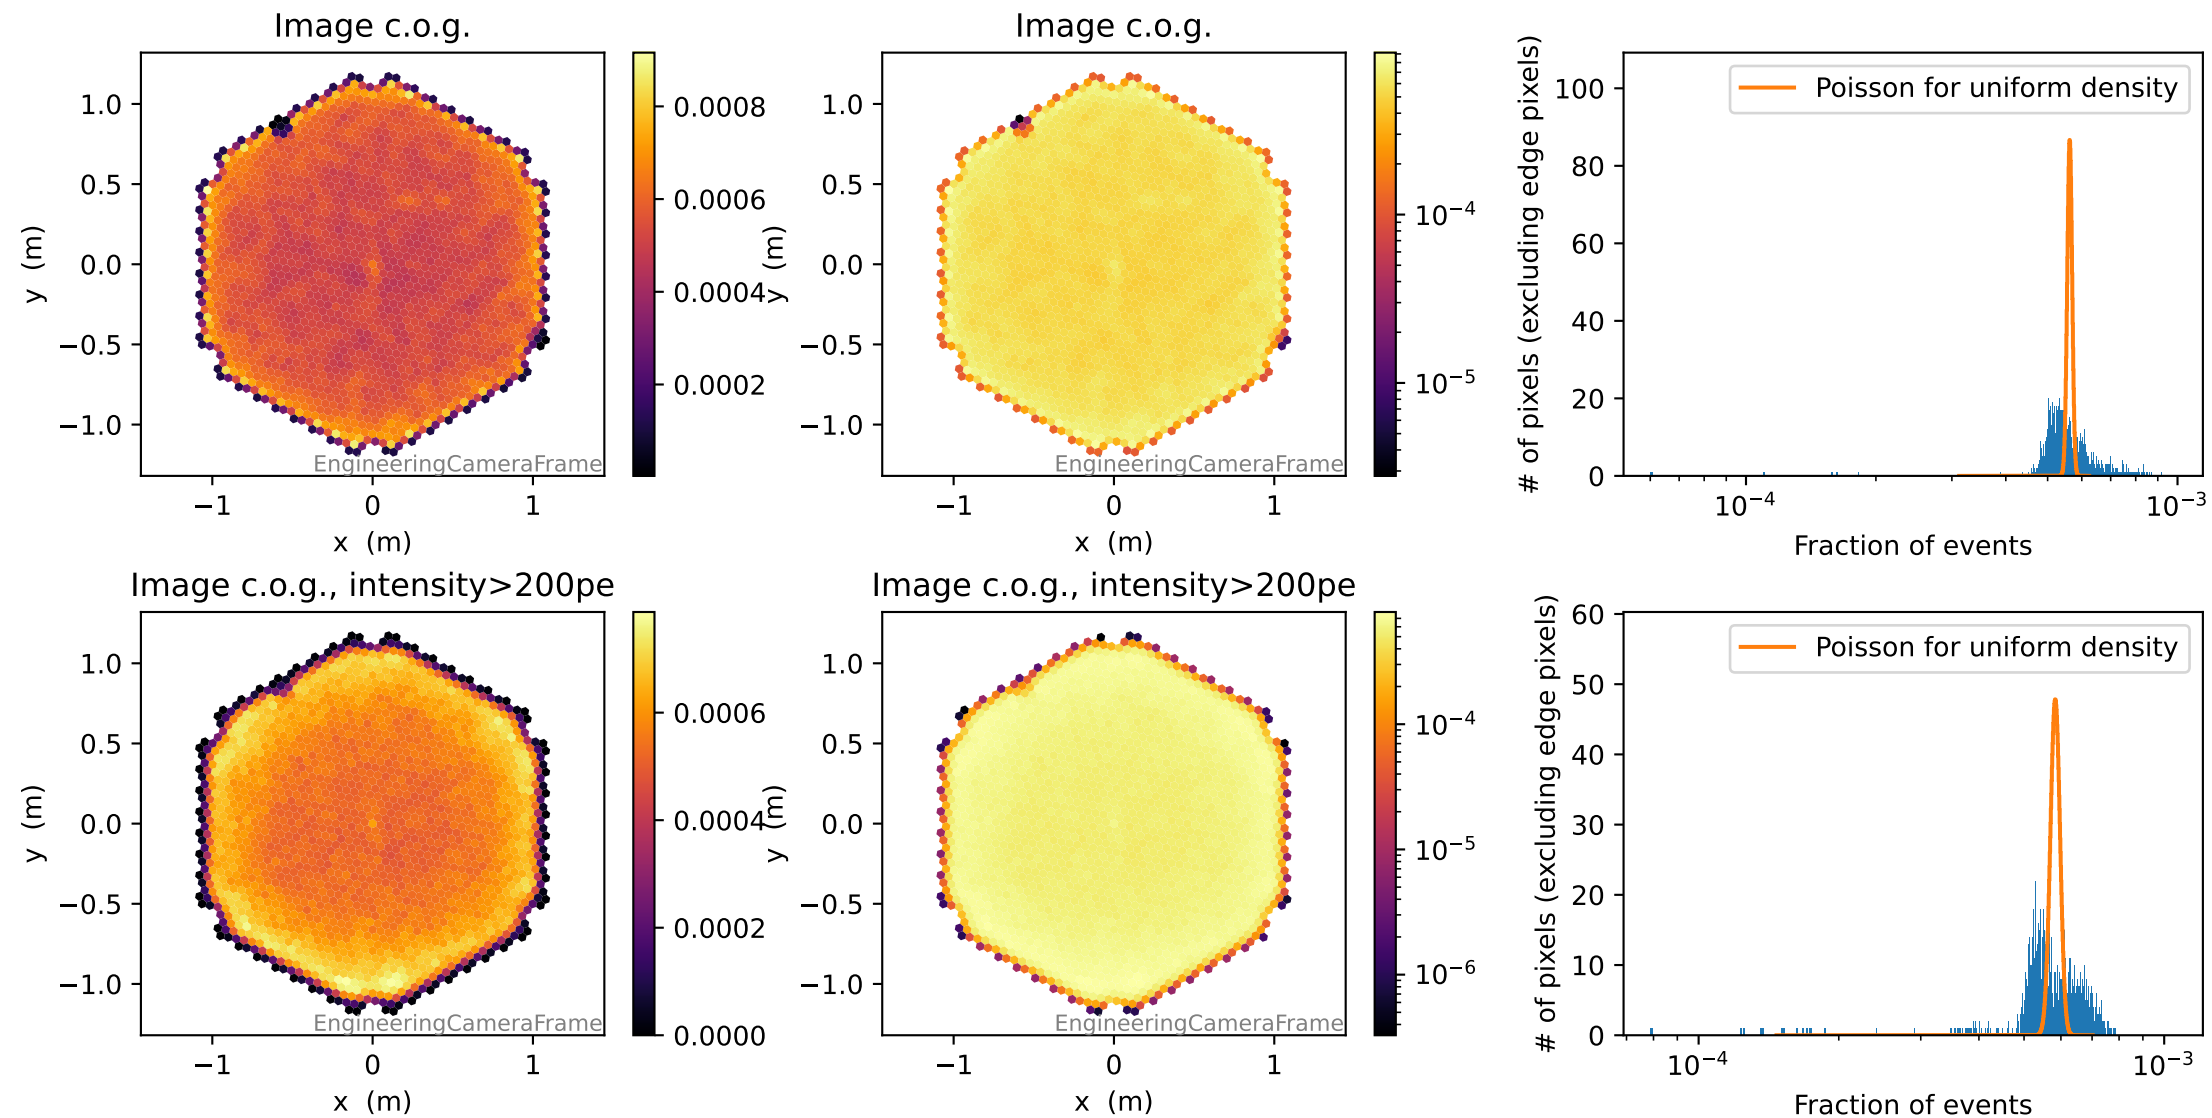 Image c.o.g.
y (m)
1.0
0.5
0.0
−0.5
−1.0
−1
0
1
x (m)
EngineeringCameraFrame
0.0008
0.0006
0.0004
0.0002
Image c.o.g.
y (m)
1.0
0.5
0.0
−0.5
−1.0
−1
0
1
x (m)
EngineeringCameraFrame
10⁻⁴
10⁻⁵
# of pixels (excluding edge pixels)
100
80
60
40
20
0
Poisson for uniform density
10⁻⁴
10⁻³
Fraction of events
Image c.o.g., intensity>200pe
y (m)
1.0
0.5
0.0
−0.5
−1.0
−1
0
1
x (m)
EngineeringCameraFrame
0.0006
0.0004
0.0002
0.0000
Image c.o.g., intensity>200pe
y (m)
1.0
0.5
0.0
−0.5
−1.0
−1
0
1
x (m)
EngineeringCameraFrame
10⁻⁴
10⁻⁵
10⁻⁶
# of pixels (excluding edge pixels)
60
50
40
30
20
10
0
Poisson for uniform density
10⁻⁴
10⁻³
Fraction of events